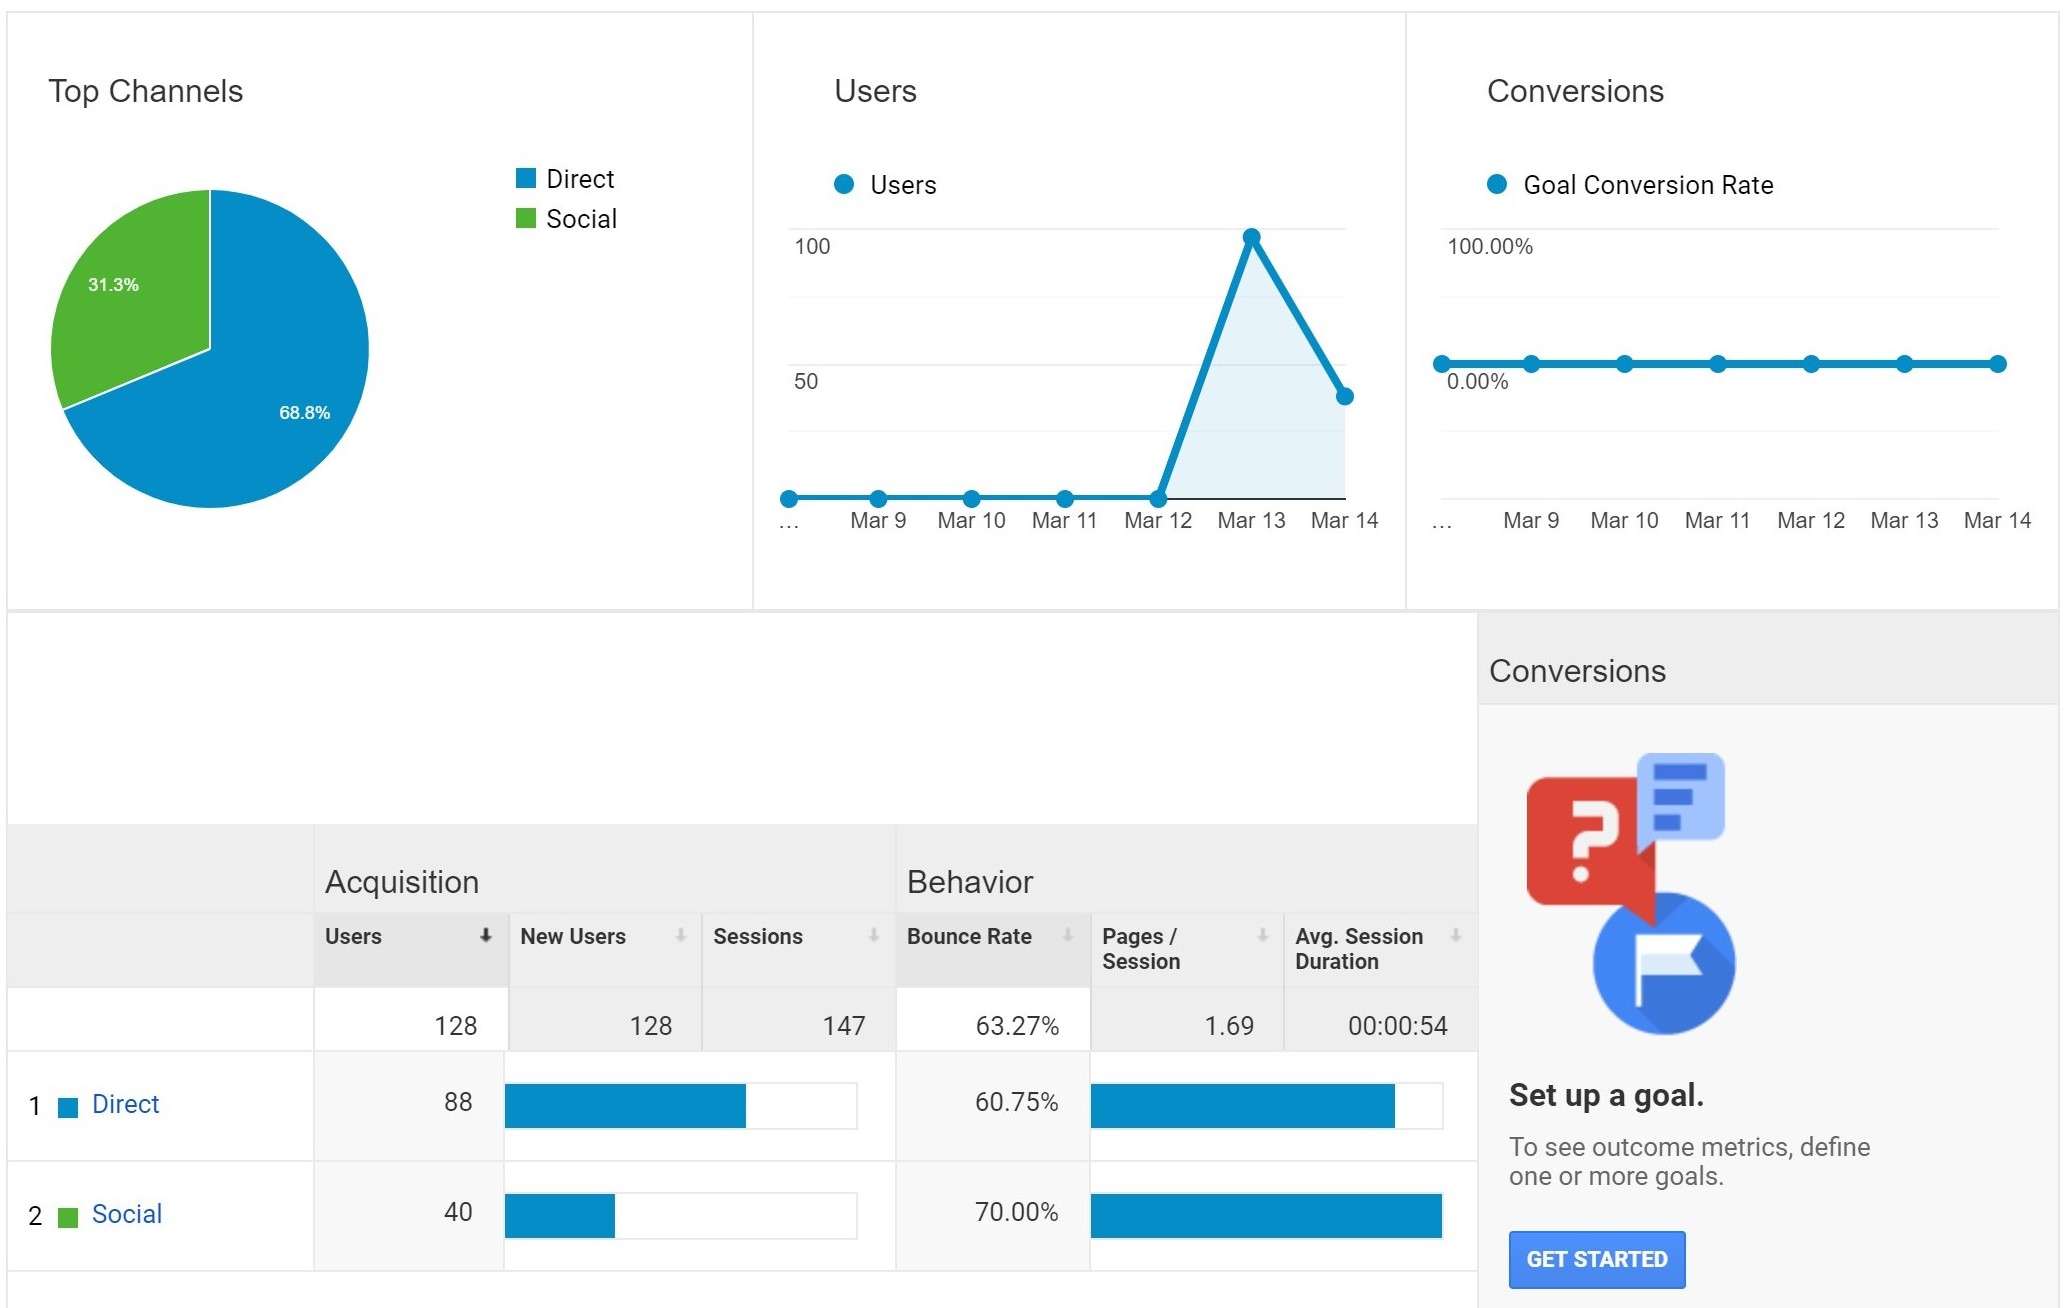 Top Channels
Direct
Social
31.3%
68.8%
Users
Users
100
50
... Mar 9 Mar 10 Mar 11 Mar 12 Mar 13 Mar 14
Conversions
Goal Conversion Rate
100.00%
0.00%
... Mar 9 Mar 10 Mar 11 Mar 12 Mar 13 Mar 14
Acquisition Behavior
Users New Users Sessions Bounce Rate Pages / Avg. Session
Session Duration
128 128 147 63.27% 1.69 00:00:54
1 Direct 88 60.75%
2 Social 40 70.00%
Conversions
?
Set up a goal.
To see outcome metrics, define
one or more goals.
GET STARTED